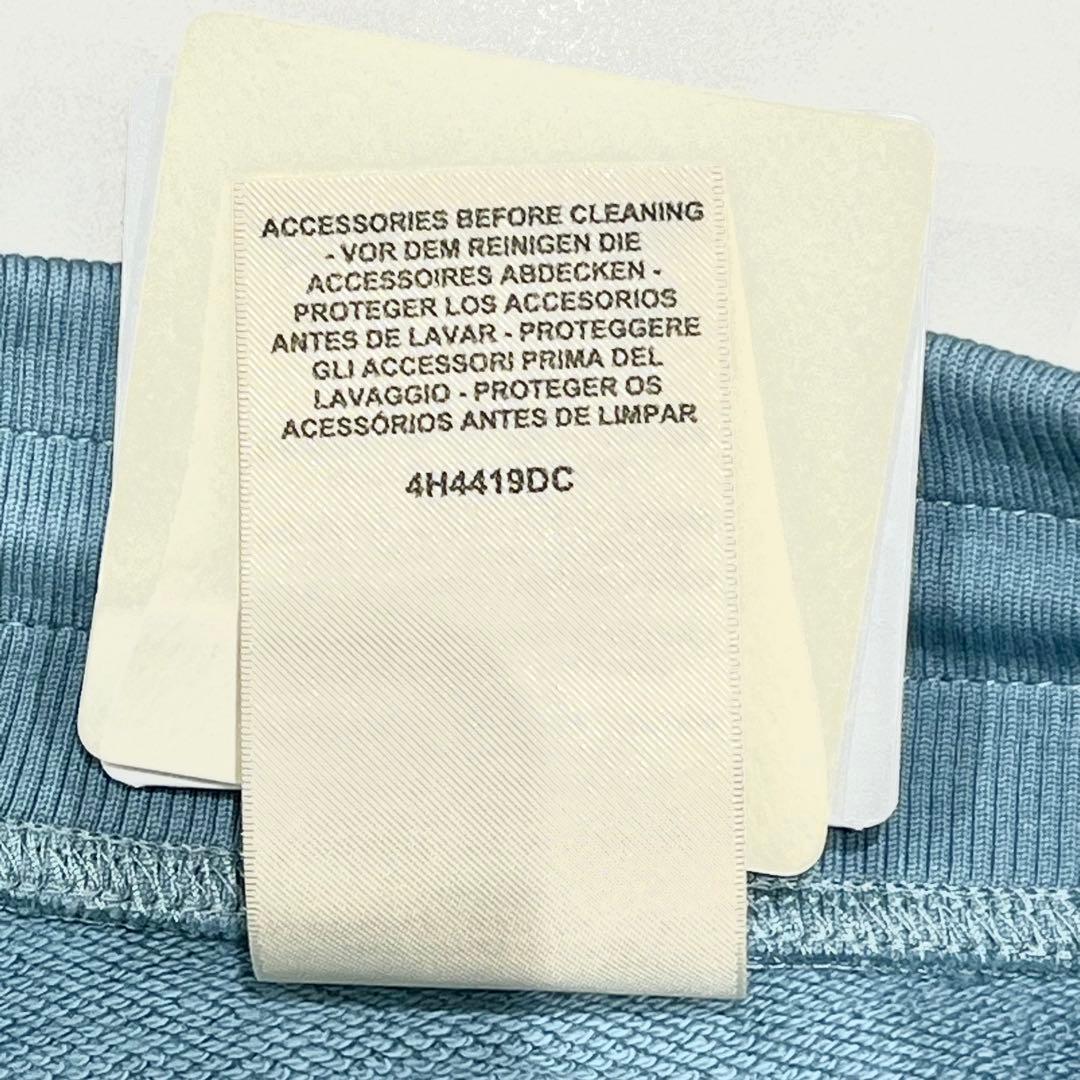 ACCESSORIES BEFORE CLEANING
- VOR DEM REINIGEN DIE
ACCESSOIRES ABDECKEN -
PROTEGER LOS ACCESORIOS
ANTES DE LAVAR - PROTEGGERE
GLI ACCESSORI PRIMA DEL
LAVAGGIO - PROTEGER OS
ACESSÓRIOS ANTES DE LIMPAR
4H4419DC